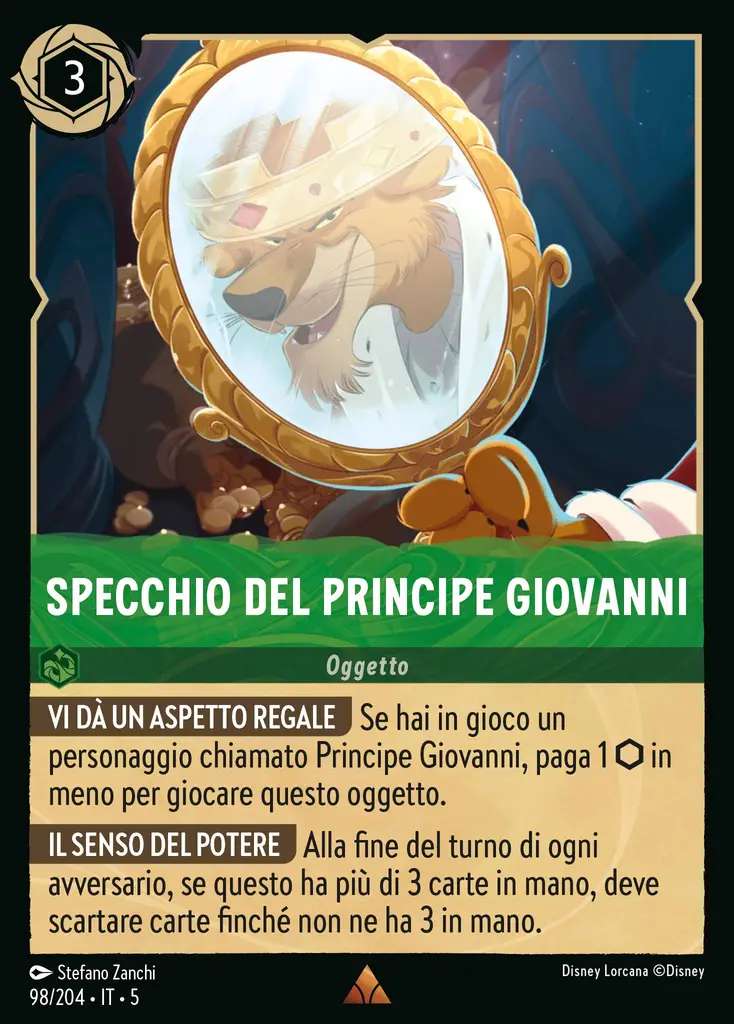 3
SPECCHIO DEL PRINCIPE GIOVANNI
Oggetto
VI DÀ UN ASPETTO REGALE Se hai in gioco un
personaggio chiamato Principe Giovanni, paga 1 ⬡ in
meno per giocare questo oggetto.
IL SENSO DEL POTERE Alla fine del turno di ogni
avversario, se questo ha più di 3 carte in mano, deve
scartare carte finché non ne ha 3 in mano.
Stefano Zanchi
Disney Lorcana ©Disney
98/204 • IT • 5